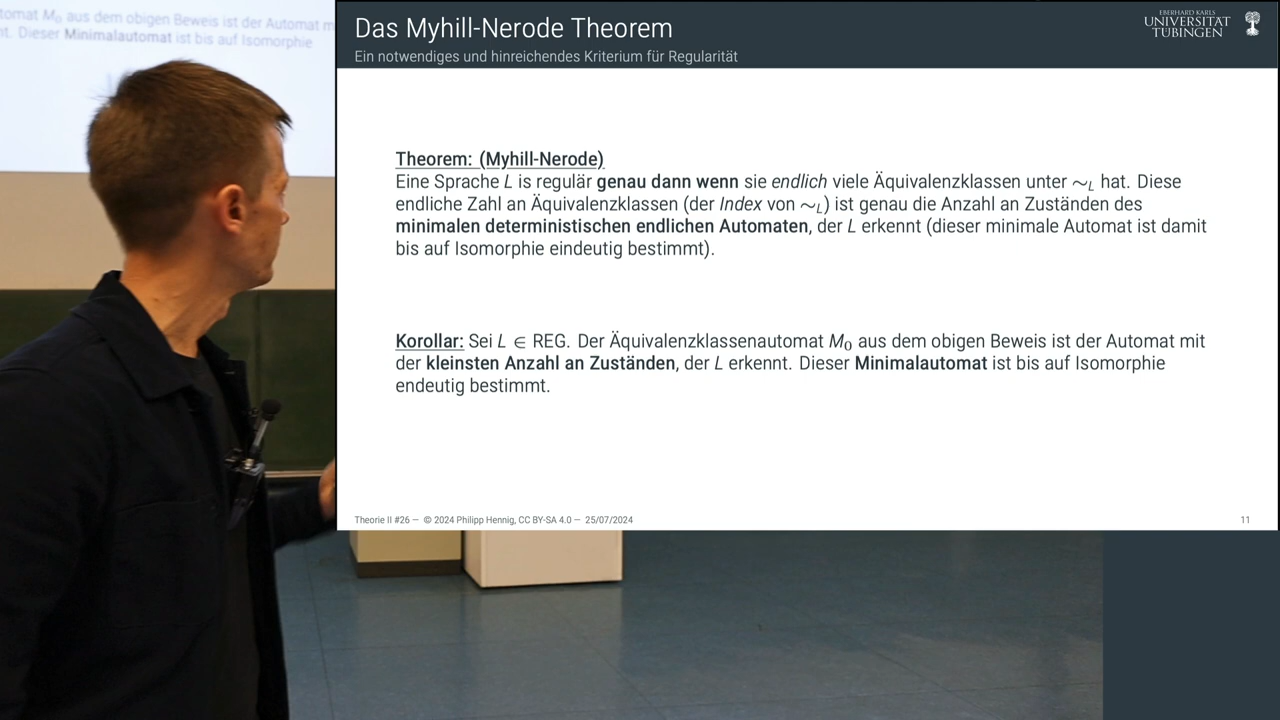 tomat M₀ aus dem obigen Beweis ist der Automat m
nt. Dieser Minimalautomat ist bis auf Isomorphie
Das Myhill-Nerode Theorem
Ein notwendiges und hinreichendes Kriterium für Regularität
EBERHARD KARLS
UNIVERSITÄT
TÜBINGEN
Theorem: (Myhill-Nerode)
Eine Sprache L is regulär genau dann wenn sie endlich viele Äquivalenzklassen unter ∼L hat. Diese
endliche Zahl an Äquivalenzklassen (der Index von ∼L) ist genau die Anzahl an Zuständen des
minimalen deterministischen endlichen Automaten, der L erkennt (dieser minimale Automat ist damit
bis auf Isomorphie eindeutig bestimmt).
Korollar: Sei L ∈ REG. Der Äquivalenzklassenautomat M₀ aus dem obigen Beweis ist der Automat mit
der kleinsten Anzahl an Zuständen, der L erkennt. Dieser Minimalautomat ist bis auf Isomorphie
endeutig bestimmt.
Theorie II #26 — © 2024 Philipp Hennig, CC BY-SA 4.0 — 25/07/2024
11